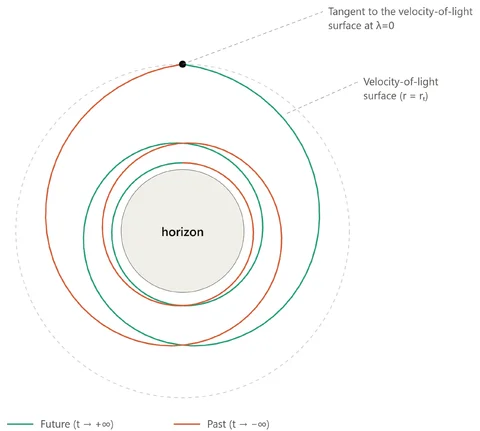 Tangent to the velocity-of-light
surface at λ=0
Velocity-of-light
surface (r = rₜ)
horizon
Future (t → +∞)
Past (t → −∞)